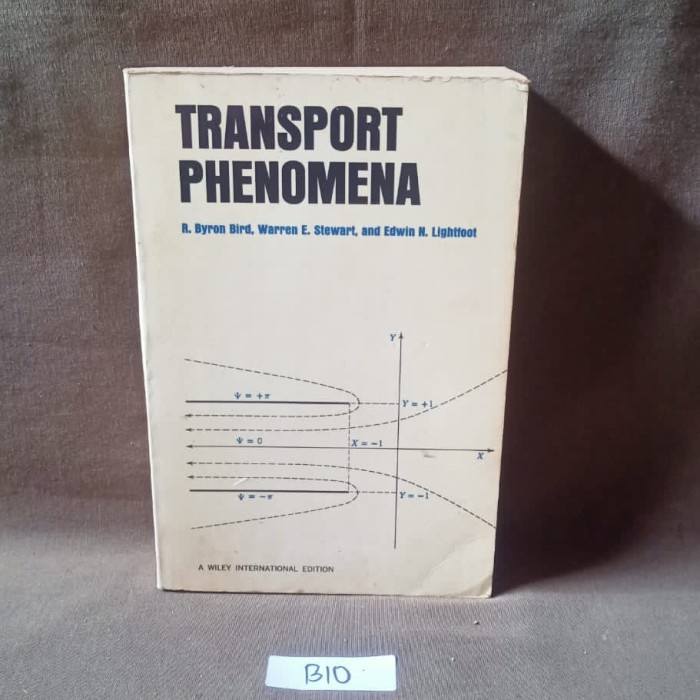 TRANSPORT
PHENOMENA
R. Byron Bird, Warren E. Stewart, and Edwin N. Lightfoot
Y
Ψ = +π
Y = +1
Ψ = 0
X = −1
X
Ψ = −π
Y = −1
A WILEY INTERNATIONAL EDITION
B10